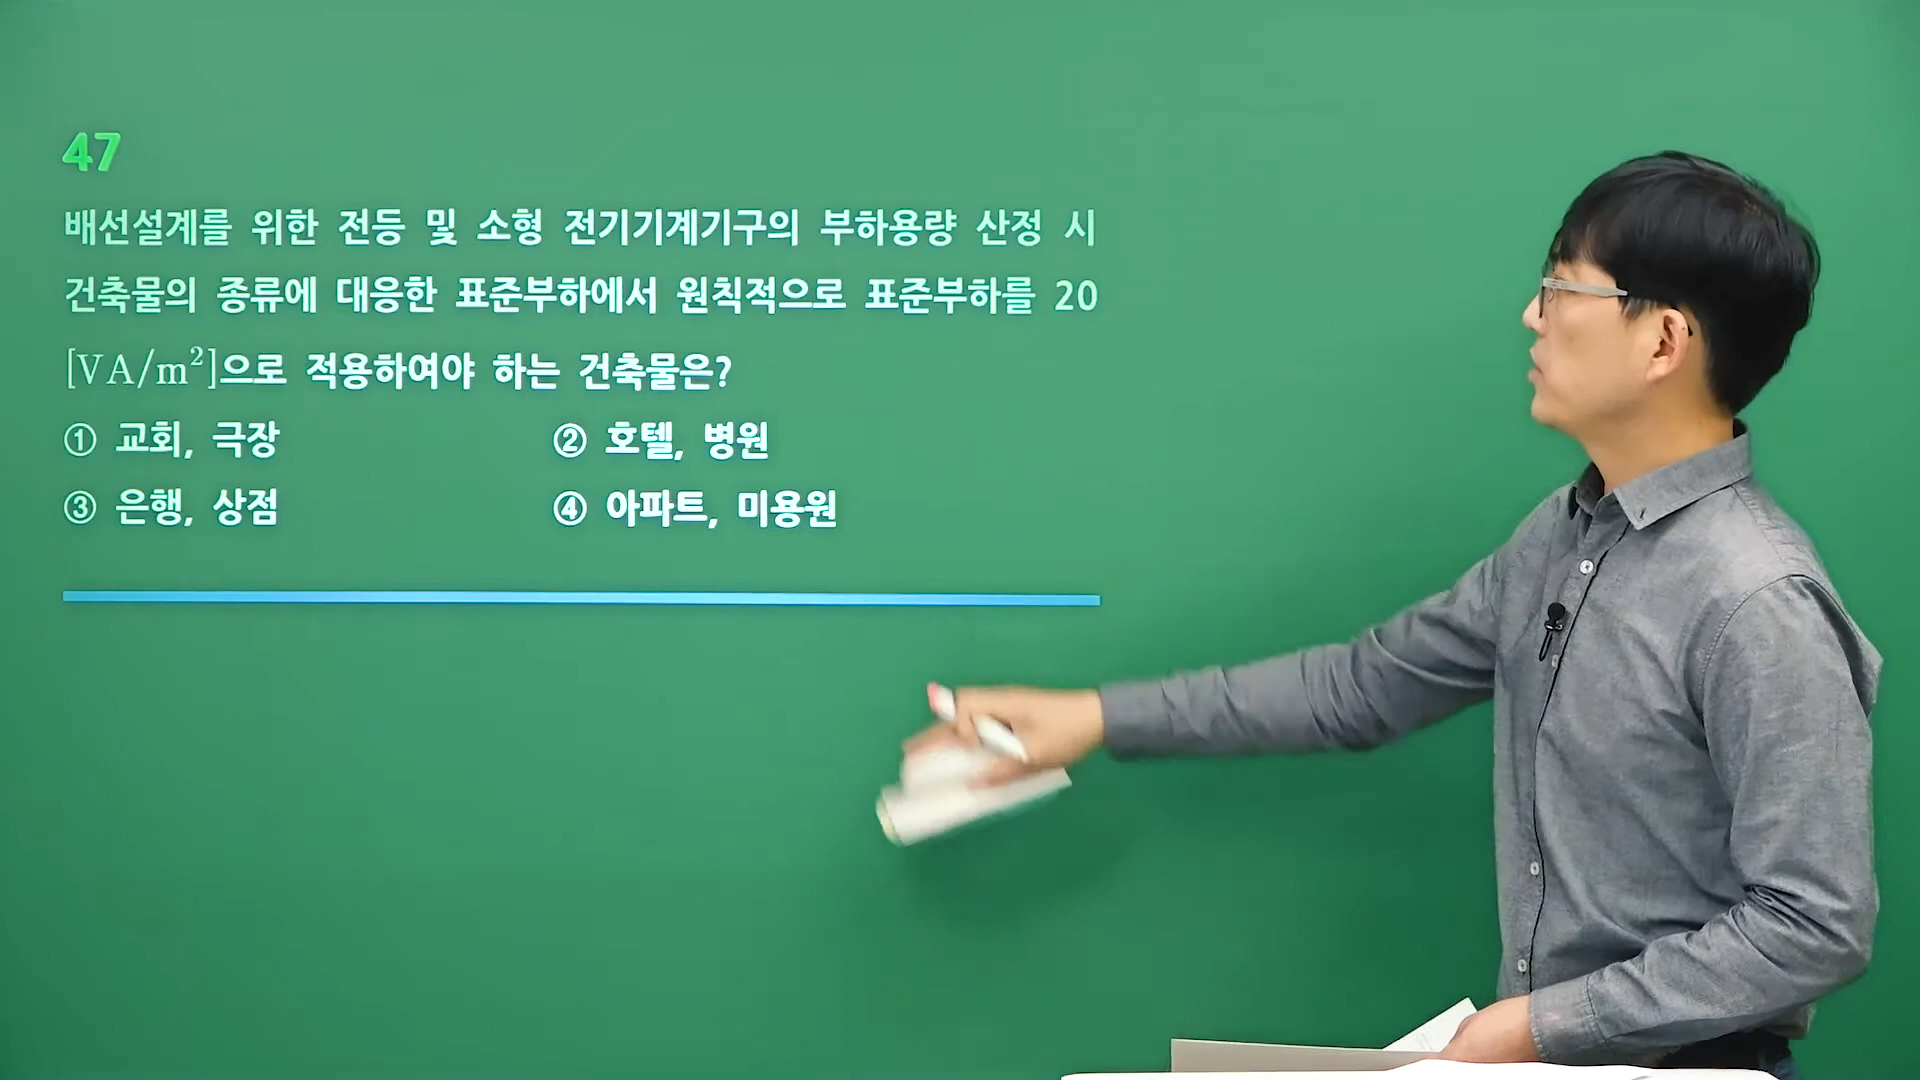 47
배선설계를 위한 전등 및 소형 전기기계기구의 부하용량 산정 시
건축물의 종류에 대응한 표준부하에서 원칙적으로 표준부하를 20
[VA/m²]으로 적용하여야 하는 건축물은?
① 교회, 극장 ② 호텔, 병원
③ 은행, 상점 ④ 아파트, 미용원